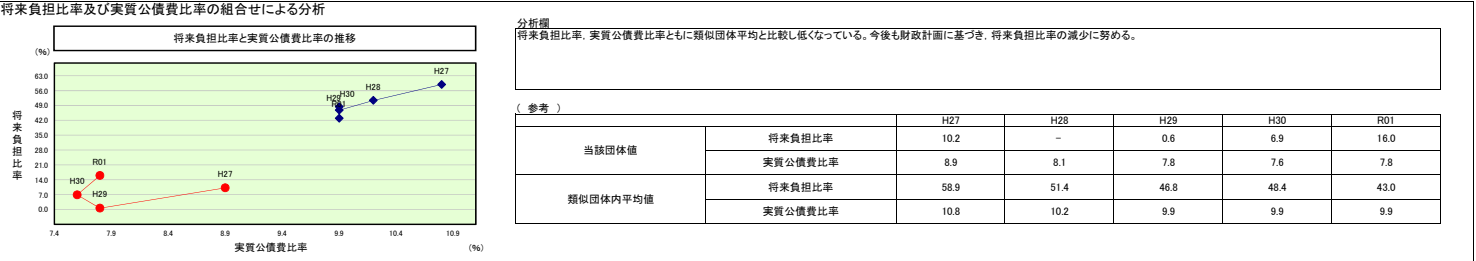 将来負担比率及び実質公債費比率の組合せによる分析
将来負担比率と実質公債費比率の推移
(%)
63.0
56.0
49.0
42.0
35.0
28.0
21.0
14.0
7.0
0.0
将来負担比率
H27
H28
H30
H29
R01
R01
H30
H29
H27
7.4 7.9 8.4 8.9 9.4 9.9 10.4 10.9
実質公債費比率 (%)
分析欄
将来負担比率，実質公債費比率ともに類似団体平均と比較し低くなっている。今後も財政計画に基づき，将来負担比率の減少に努める。
（ 参考 ）
H27 H28 H29 H30 R01
当該団体値 将来負担比率 10.2 － 0.6 6.9 16.0
実質公債費比率 8.9 8.1 7.8 7.6 7.8
類似団体内平均値 将来負担比率 58.9 51.4 46.8 48.4 43.0
実質公債費比率 10.8 10.2 9.9 9.9 9.9